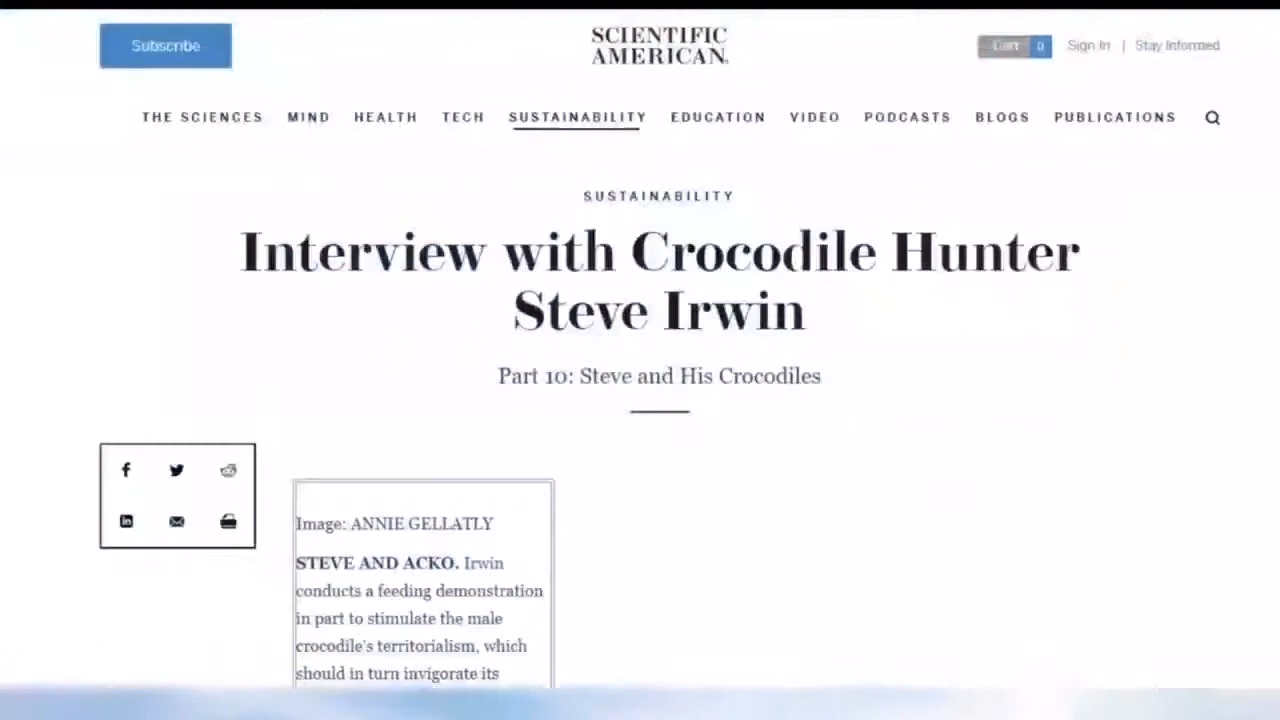 Subscribe
SCIENTIFIC
AMERICAN.
Cart 0 Sign In | Stay Informed
THE SCIENCES MIND HEALTH TECH SUSTAINABILITY EDUCATION VIDEO PODCASTS BLOGS PUBLICATIONS
SUSTAINABILITY
Interview with Crocodile Hunter
Steve Irwin
Part 10: Steve and His Crocodiles
Image: ANNIE GELLATLY
STEVE AND ACKO. Irwin
conducts a feeding demonstration
in part to stimulate the male
crocodile's territorialism, which
should in turn invigorate its